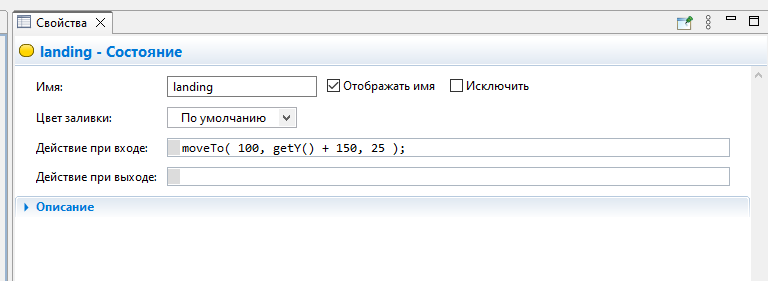 Свойства
landing - Состояние
Имя: landing Отображать имя Исключить
Цвет заливки: По умолчанию
Действие при входе: moveTo( 100, getY() + 150, 25 );
Действие при выходе:
Описание